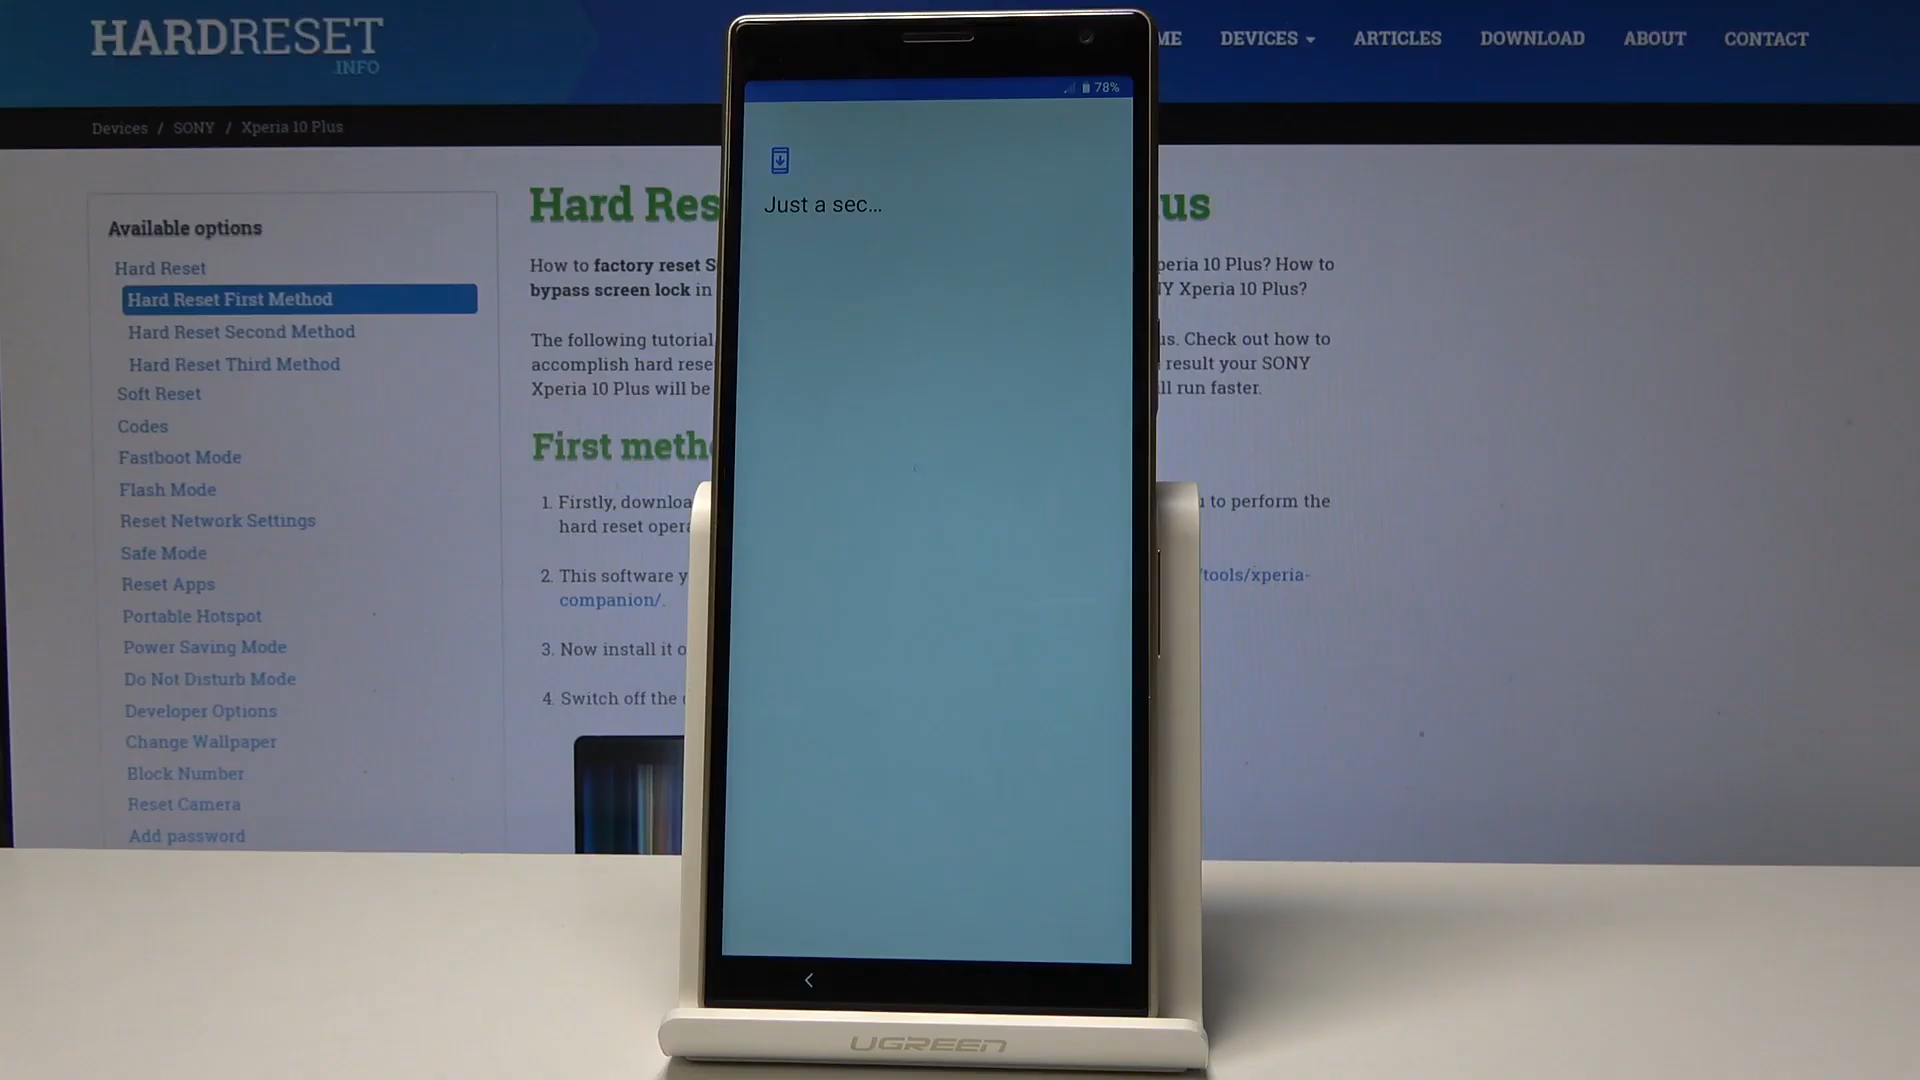 HARDRESET
.INFO
ME DEVICES ARTICLES DOWNLOAD ABOUT CONTACT
Devices / SONY / Xperia 10 Plus
78%
Just a sec...
Available options
Hard Reset
Hard Reset First Method
Hard Reset Second Method
Hard Reset Third Method
Soft Reset
Codes
Fastboot Mode
Flash Mode
Reset Network Settings
Safe Mode
Reset Apps
Portable Hotspot
Power Saving Mode
Do Not Disturb Mode
Developer Options
Change Wallpaper
Block Number
Reset Camera
Add password
Hard Res us
How to factory reset S peria 10 Plus? How to
bypass screen lock in Y Xperia 10 Plus?
The following tutorial us. Check out how to
accomplish hard rese result your SONY
Xperia 10 Plus will be ll run faster.
First meth
1. Firstly, downloa to perform the
hard reset oper
2. This software y /tools/xperia-
companion/.
3. Now install it o
4. Switch off the
UGREEN